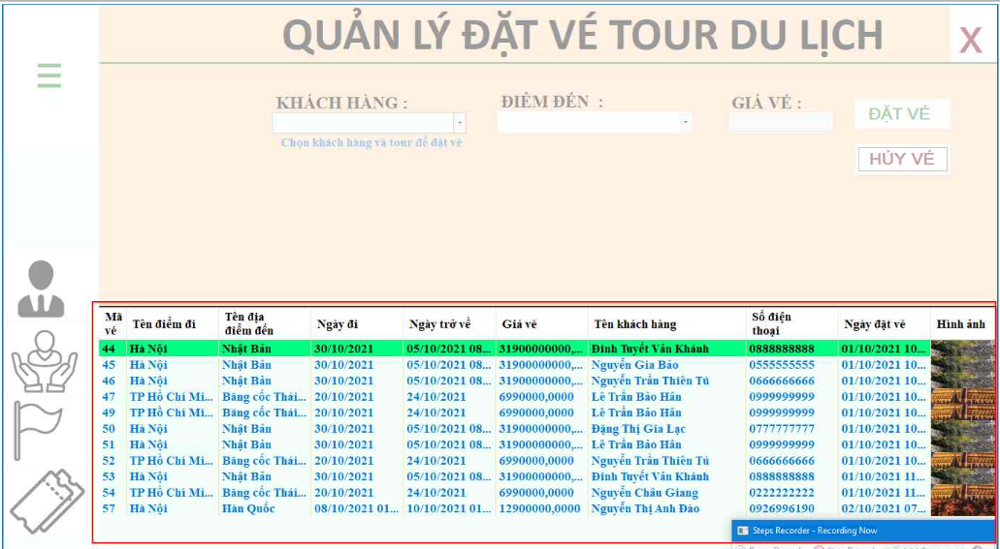 QUẢN LÝ ĐẶT VÉ TOUR DU LỊCH
X
KHÁCH HÀNG :
ĐIỂM ĐẾN :
GIÁ VÉ :
ĐẶT VÉ
Chọn khách hàng và tour để đặt vé
HỦY VÉ
Mã vé Tên điểm đi Tên địa điểm đến Ngày đi Ngày trở về Giá vé Tên khách hàng Số điện thoại Ngày đặt vé Hình ảnh
44 Hà Nội Nhật Bản 30/10/2021 05/10/2021 08... 31900000000,... Đinh Tuyết Vân Khánh 0888888888 01/10/2021 10...
45 Hà Nội Nhật Bản 30/10/2021 05/10/2021 08... 31900000000,... Nguyễn Gia Bảo 0555555555 01/10/2021 10...
46 Hà Nội Nhật Bản 30/10/2021 05/10/2021 08... 31900000000,... Nguyễn Trần Thiên Tú 0666666666 01/10/2021 10...
47 TP Hồ Chí Mi... Băng cốc Thái... 20/10/2021 24/10/2021 6990000,0000 Lê Trần Bảo Hân 0999999999 01/10/2021 10...
49 TP Hồ Chí Mi... Băng cốc Thái... 20/10/2021 24/10/2021 6990000,0000 Lê Trần Bảo Hân 0999999999 01/10/2021 10...
50 Hà Nội Nhật Bản 30/10/2021 05/10/2021 08... 31900000000,... Đặng Thị Gia Lạc 0777777777 01/10/2021 10...
51 Hà Nội Nhật Bản 30/10/2021 05/10/2021 08... 31900000000,... Lê Trần Bảo Hân 0999999999 01/10/2021 10...
52 TP Hồ Chí Mi... Băng cốc Thái... 20/10/2021 24/10/2021 6990000,0000 Nguyễn Trần Thiên Tú 0666666666 01/10/2021 10...
53 Hà Nội Nhật Bản 30/10/2021 05/10/2021 08... 31900000000,... Đinh Tuyết Vân Khánh 0888888888 01/10/2021 11...
54 TP Hồ Chí Mi... Băng cốc Thái... 20/10/2021 24/10/2021 6990000,0000 Nguyễn Châu Giang 0222222222 01/10/2021 11...
57 Hà Nội Hàn Quốc 08/10/2021 01... 10/10/2021 01... 12900000,0000 Nguyễn Thị Anh Đào 0926996190 02/10/2021 07...
Steps Recorder - Recording Now